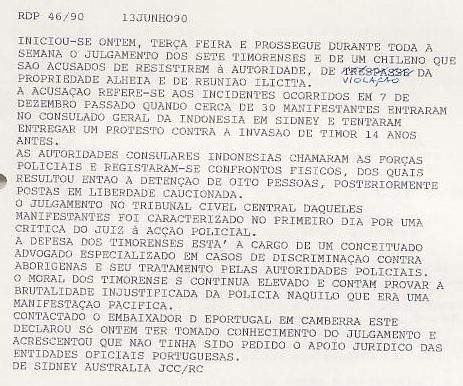 RDP 46/90 13JUNHO90
INICIOU-SE ONTEM, TERÇA FEIRA E PROSSEGUE DURANTE TODA A
SEMANA O JULGAMENTO DOS SETE TIMORENSES E DE UM CHILENO QUE
SAO ACUSADOS DE RESISTIREM À AUTORIDADE, DE TRESPASSE DA
VIOLAÇAO
PROPRIEDADE ALHEIA E DE REUNIAO ILICITA.
A ACUSAÇAO REFERE-SE AOS INCIDENTES OCORRIDOS EM 7 DE
DEZEMBRO PASSADO QUANDO CERCA DE 30 MANIFESTANTES ENTRARAM
NO CONSULADO GERAL DA INDONESIA EM SIDNEY E TENTARAM
ENTREGAR UM PROTESTO CONTRA A INVASAO DE TIMOR 14 ANOS
ANTES.
AS AUTORIDADES CONSULARES INDONESIAS CHAMARAM AS FORÇAS
POLICIAIS E REGISTARAM-SE CONFRONTOS FISICOS, DOS QUAIS
RESULTOU ENTAO A DETENÇAO DE OITO PESSOAS, POSTERIORMENTE
POSTAS EM LIBERDADE CAUCIONADA.
O JULGAMENTO NO TRIBUNAL CIVEL CENTRAL DAQUELES
MANIFESTANTES FOI CARACTERIZADO NO PRIMEIRO DIA POR UMA
CRITICA DO JUIZ À ACÇAO POLICIAL.
A DEFESA DOS TIMORENSES ESTA' A CARGO DE UM CONCEITUADO
ADVOGADO ESPECIALIZADO EM CASOS DE DISCRIMINAÇAO CONTRA
ABORIGENAS E SEU TRATAMENTO PELAS AUTORIDADES POLICIAIS.
O MORAL DOS TIMORENSE S CONTINUA ELEVADO E CONTAM PROVAR A
BRUTALIDADE INJUSTIFICADA DA POLICIA NAQUILO QUE ERA UMA
MANIFESTAÇAO PACIFICA.
CONTACTADO O EMBAIXADOR D EPORTUGAL EM CAMBERRA ESTE
DECLAROU SÓ ONTEM TER TOMADO CONHECIMENTO DO JULGAMENTO E
ACRESCENTOU QUE NAO TINHA SIDO PEDIDO O APOIO JURIDICO DAS
ENTIDADES OFICIAIS PORTUGUESAS.
DE SIDNEY AUSTRALIA JCC/RC